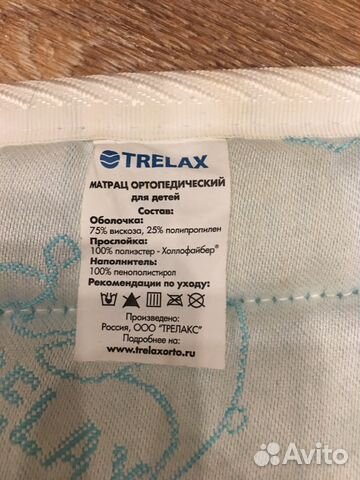 TRELAX
МАТРАЦ ОРТОПЕДИЧЕСКИЙ
для детей
Состав:
Оболочка:
75% вискоза, 25% полипропилен
Прослойка:
100% полиэстер - Холлофайбер®
Наполнитель:
100% пенополистирол
Рекомендации по уходу:
Произведено:
Россия, ООО "ТРЕЛАКС"
Подробнее на:
www.trelaxorto.ru
Avito